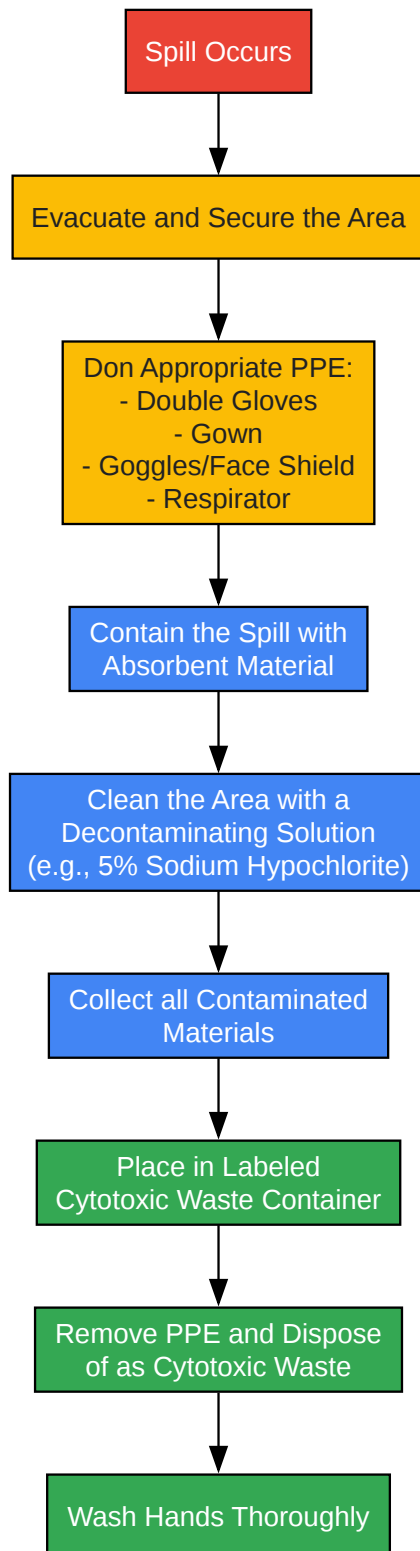 Spill Occurs
Evacuate and Secure the Area
Don Appropriate PPE:
- Double Gloves
- Gown
- Goggles/Face Shield
- Respirator
Contain the Spill with
Absorbent Material
Clean the Area with a
Decontaminating Solution
(e.g., 5% Sodium Hypochlorite)
Collect all Contaminated
Materials
Place in Labeled
Cytotoxic Waste Container
Remove PPE and Dispose
of as Cytotoxic Waste
Wash Hands Thoroughly